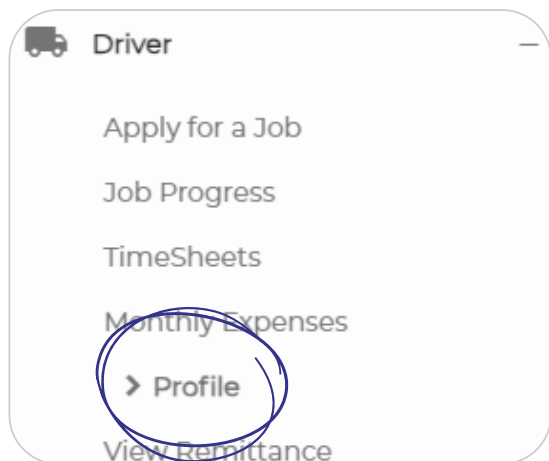 Driver
Apply for a Job
Job Progress
TimeSheets
Monthly Expenses
Profile
View Remittance